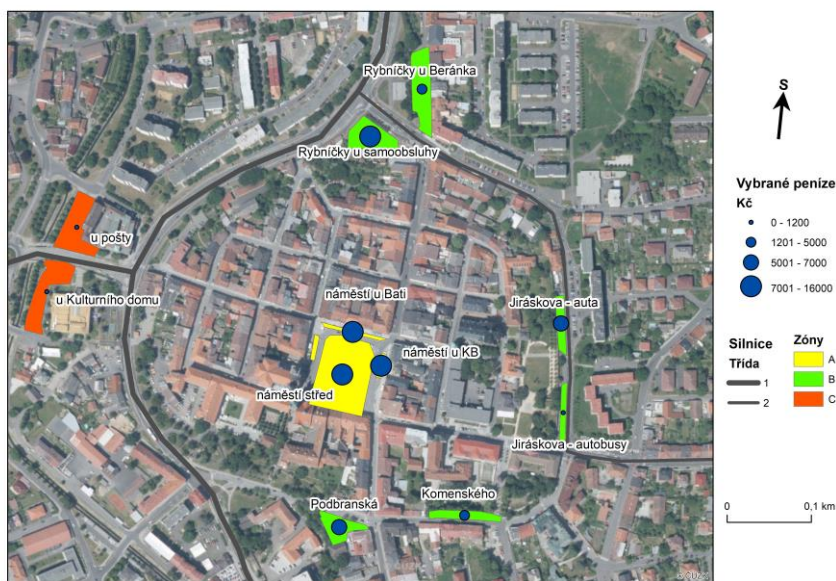 Rybníčky u Beránka
Rybníčky u samoobsluhy
u pošty
u Kulturního domu
náměstí u Bati
Jiráskova - auta
náměstí u KB
náměstí střed
Jiráskova - autobusy
Podbranská
Komenského
© ČÚZK
S
Vybrané peníze
Kč
0 - 1200
1201 - 5000
5001 - 7000
7001 - 16000
Silnice
Třída
1
2
Zóny
A
B
C
0 0,1 km